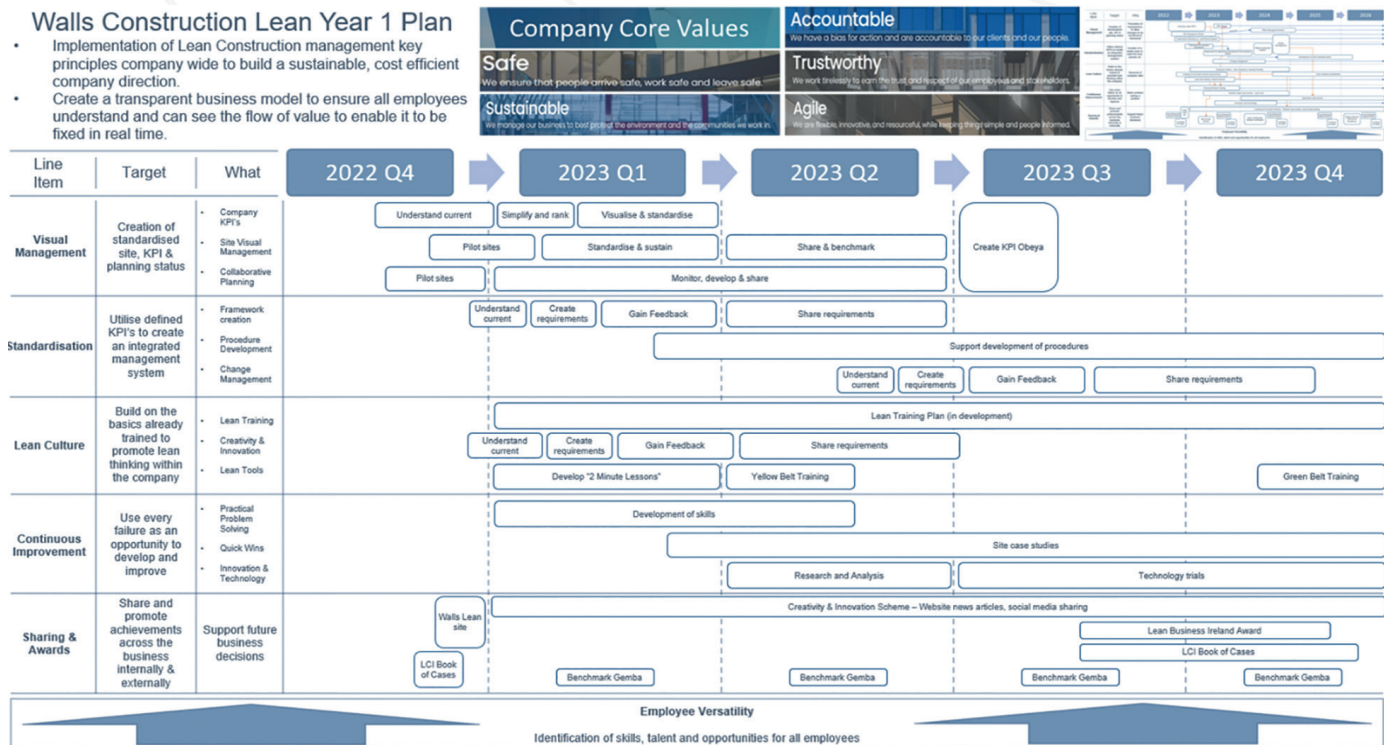 Walls Construction Lean Year 1 Plan
• Implementation of Lean Construction management key
principles company wide to build a sustainable, cost efficient
company direction.
• Create a transparent business model to ensure all employees
understand and can see the flow of value to enable it to be
fixed in real time.
Company Core Values
Safe
We ensure that people arrive safe, work safe and leave safe.
Sustainable
We manage our business to best protect the environment and the communities we work in.
Accountable
We have a bias for action and are accountable to our clients and our people.
Trustworthy
We work tirelessly to earn the trust and respect of our employees and stakeholders.
Agile
We are flexible, innovative, and resourceful, while keeping things simple and people informed.
2022
2023
2024
2025
2026
Line
Item
Target
What
2022 Q4
2023 Q1
2023 Q2
2023 Q3
2023 Q4
Visual
Management
Creation of
standardised
site, KPI &
planning status
• Company
KPI's
• Site Visual
Management
• Collaborative
Planning
Understand current
Simplify and rank
Visualise & standardise
Pilot sites
Standardise & sustain
Share & benchmark
Pilot sites
Monitor, develop & share
Create KPI Obeya
Standardisation
Utilise defined
KPI's to create
an integrated
management
system
• Framework
creation
• Procedure
Development
• Change
Management
Understand
current
Create
requirements
Gain Feedback
Share requirements
Support development of procedures
Understand
current
Create
requirements
Gain Feedback
Share requirements
Lean Culture
Build on the
basics already
trained to
promote lean
thinking within
the company
• Lean Training
• Creativity &
Innovation
• Lean Tools
Lean Training Plan (in development)
Understand
current
Create
requirements
Gain Feedback
Share requirements
Develop "2 Minute Lessons"
Yellow Belt Training
Green Belt Training
Continuous
Improvement
Use every
failure as an
opportunity to
develop and
improve
• Practical
Problem
Solving
• Quick Wins
• Innovation &
Technology
Development of skills
Site case studies
Research and Analysis
Technology trials
Sharing &
Awards
Share and
promote
achievements
across the
business
internally &
externally
Support future
business
decisions
Walls Lean
site
Creativity & Innovation Scheme – Website news articles, social media sharing
Lean Business Ireland Award
LCI Book
of Cases
LCI Book of Cases
Benchmark Gemba
Benchmark Gemba
Benchmark Gemba
Benchmark Gemba
Employee Versatility
Identification of skills, talent and opportunities for all employees